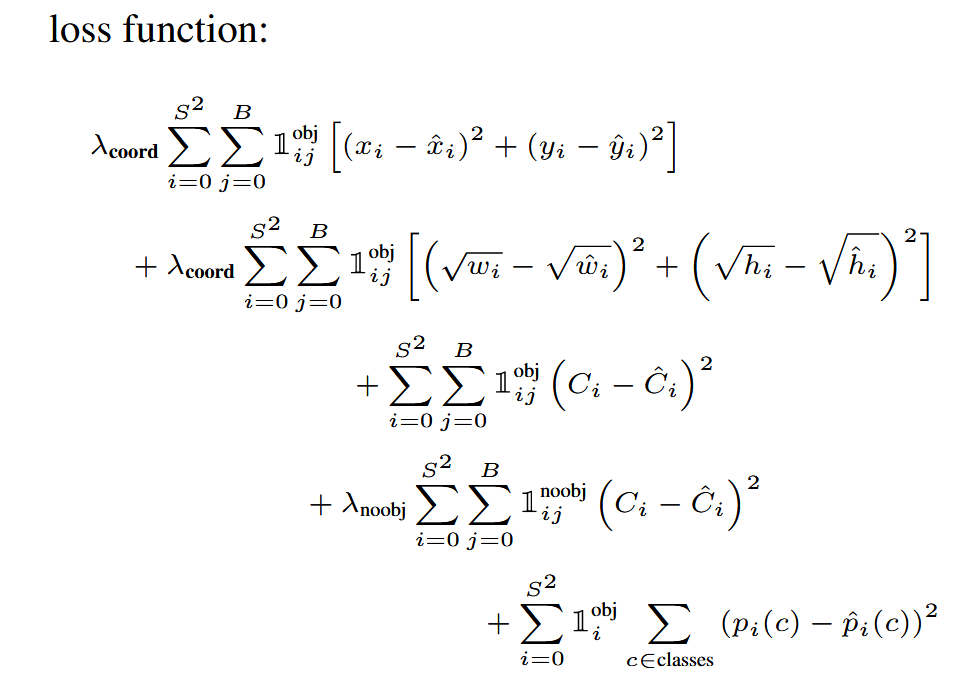 loss function:
$$\lambda_{\textbf{coord}} \sum_{i=0}^{S^2} \sum_{j=0}^{B} \mathbb{1}_{ij}^{\text{obj}} \left[ (x_i - \hat{x}_i)^2 + (y_i - \hat{y}_i)^2 \right]$$
$$+ \lambda_{\textbf{coord}} \sum_{i=0}^{S^2} \sum_{j=0}^{B} \mathbb{1}_{ij}^{\text{obj}} \left[ \left( \sqrt{w_i} - \sqrt{\hat{w}_i} \right)^2 + \left( \sqrt{h_i} - \sqrt{\hat{h}_i} \right)^2 \right]$$
$$+ \sum_{i=0}^{S^2} \sum_{j=0}^{B} \mathbb{1}_{ij}^{\text{obj}} \left( C_i - \hat{C}_i \right)^2$$
$$+ \lambda_{\text{noobj}} \sum_{i=0}^{S^2} \sum_{j=0}^{B} \mathbb{1}_{ij}^{\text{noobj}} \left( C_i - \hat{C}_i \right)^2$$
$$+ \sum_{i=0}^{S^2} \mathbb{1}_{i}^{\text{obj}} \sum_{c \in \text{classes}} (p_i(c) - \hat{p}_i(c))^2$$